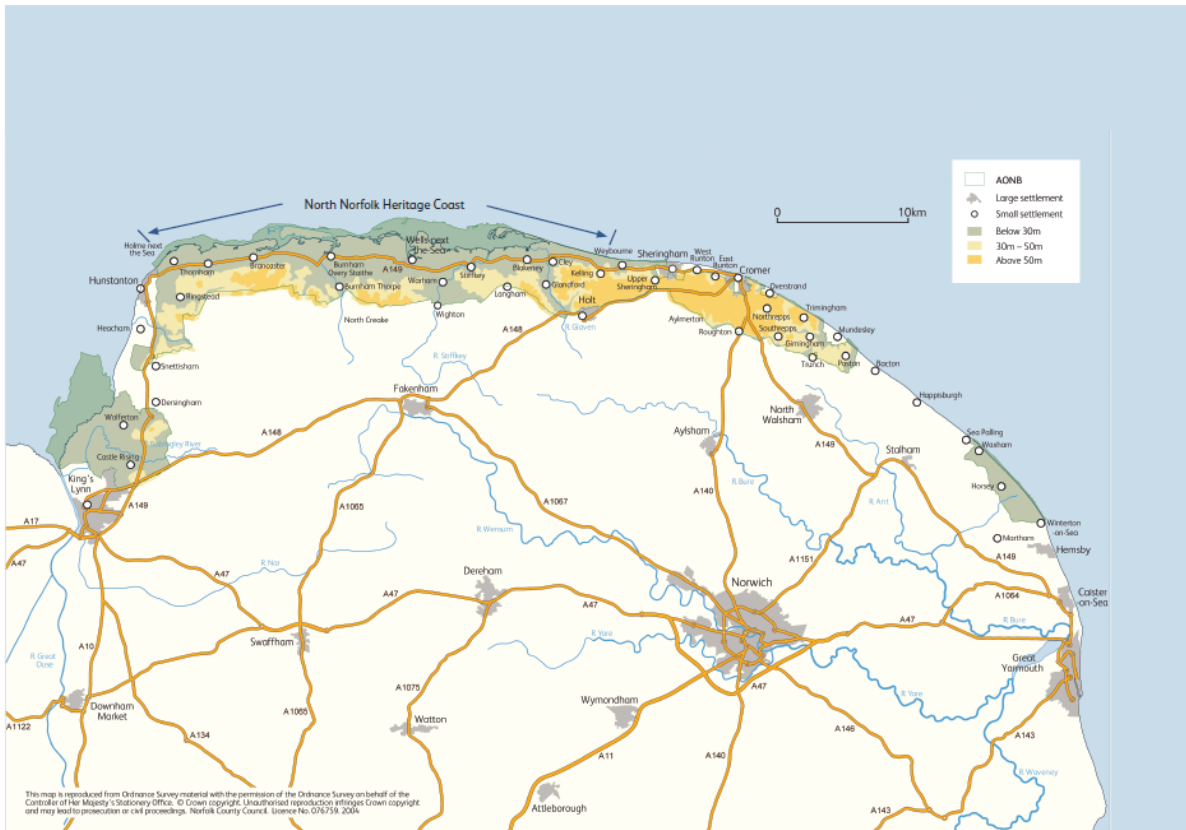 North Norfolk Heritage Coast
0
10km
AONB
Large settlement
Small settlement
Below 30m
30m – 50m
Above 50m
Holme next
the Sea
Hunstanton
Thornham
Brancaster
Burnham
Overy Staithe
A149
Wells next
the Sea
Stiffkey
Blakeney
Cley
Kelling
Weybourne
Sheringham
West
Runton
East
Runton
Cromer
Overstrand
Ringstead
Burnham Thorpe
Warham
Langham
Glandford
Upper
Sheringham
Holt
Trimingham
Northrepps
Heacham
North Creake
Wighton
A148
R Glaven
Aylmerton
Roughton
Southrepps
Gimingham
Mundesley
Trunch
Paston
Bacton
Snettisham
R Stiffkey
Dersingham
Fakenham
Happisburgh
Wolferton
North
Walsham
A148
Aylsham
A149
Sea Palling
Waxham
Castle Rising
Stalham
King's
Lynn
R Bure
Horsey
A140
R Ant
A149
A1065
A1067
A17
R Wensum
Winterton
-on-Sea
Martham
Hemsby
A149
A47
A1151
R Nar
A47
Dereham
Norwich
A1064
Caister
-on-Sea
A47
A47
A47
R Bure
Swaffham
R Yare
A10
R Great
Ouse
Great
Yarmouth
A1075
A47
R Yare
Downham
Market
Wymondham
A1065
Watton
A1122
A134
A146
A143
A11
A140
R Waveney
Attleborough
A143
This map is reproduced from Ordnance Survey material with the permission of the Ordnance Survey on behalf of the
Controller of Her Majesty's Stationery Office. © Crown copyright. Unauthorised reproduction infringes Crown copyright
and may lead to prosecution or civil proceedings. Norfolk County Council. Licence No. 076759. 2004